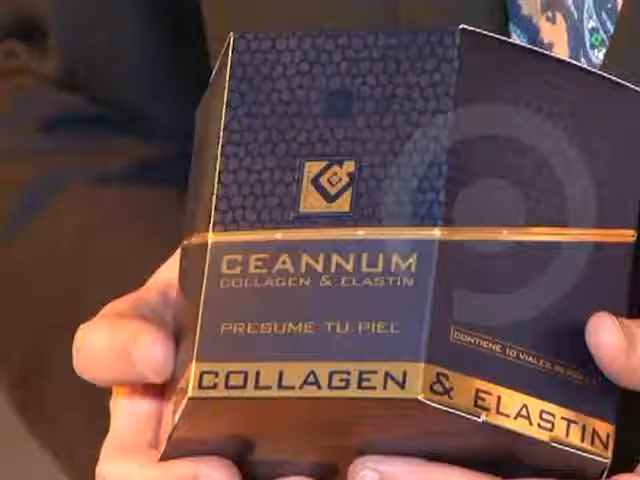 CEANNUM
COLLAGEN & ELASTIN
PRESUME TU PIEL
CONTIENE 10 VIALES
COLLAGEN & ELASTIN